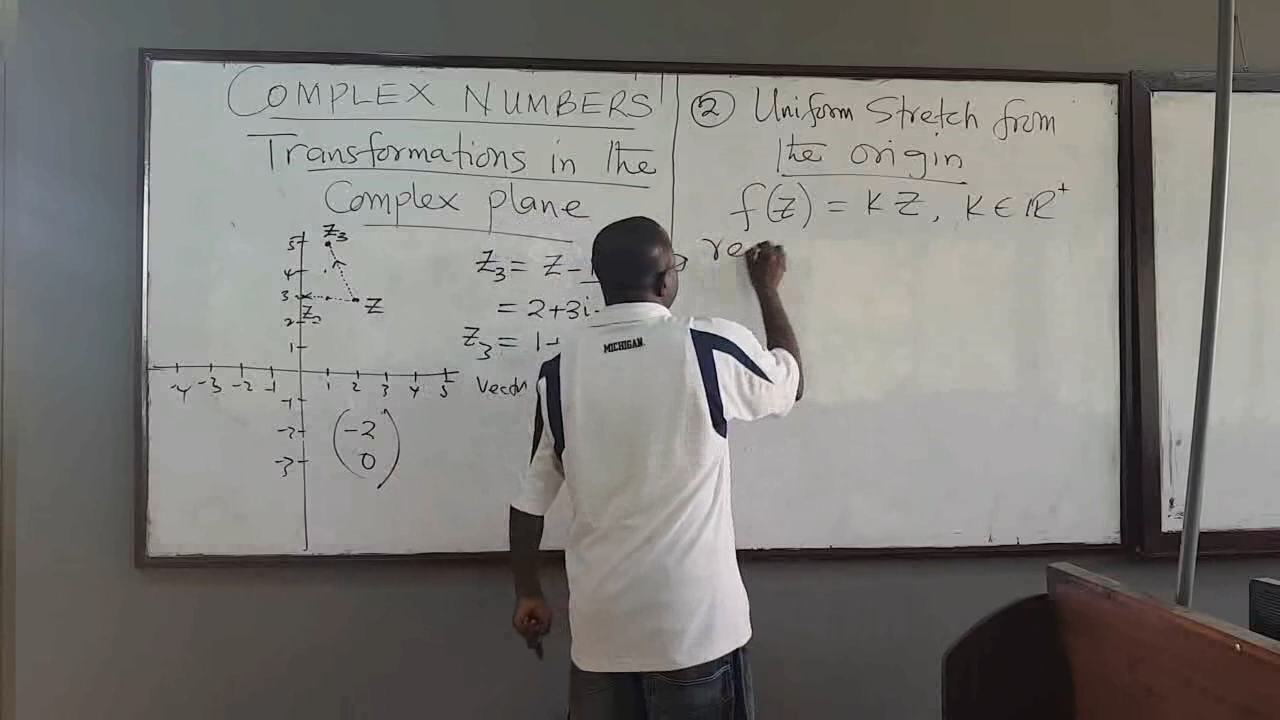 COMPLEX NUMBERS
Transformations in the
Complex plane
Z3
5
4
3
Z
Z2
2
1
-4 -3 -2 -1 1 2 3 4 5
-1
-2
-3
-2
0
Z3 = Z - 1
= 2+3i -
Z3 = 1+
Vecto
MICHIGAN
② Uniform Stretch from
the origin
f(z) = KZ, K ∈ ℝ⁺
re